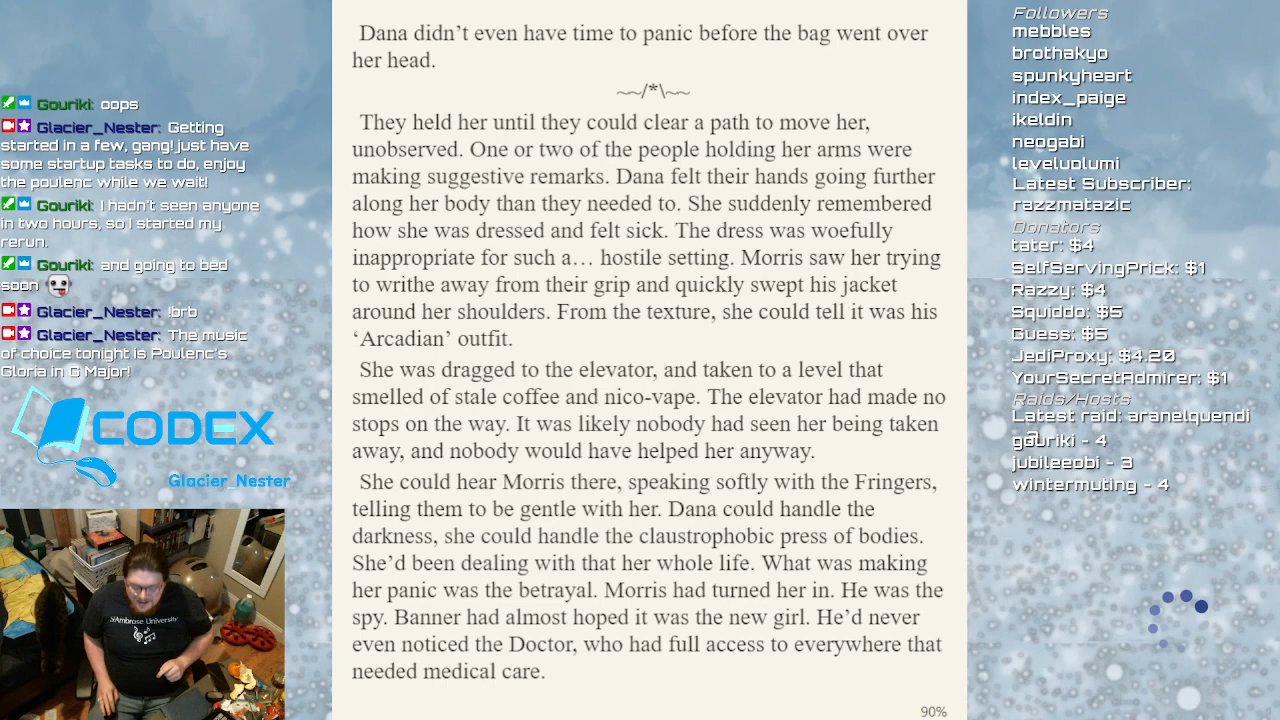 Gouriki: oops
Glacier_Nester: Getting
started in a few, gang! just have
some startup tasks to do, enjoy
the poulenc while we wait!
Gouriki: I hadn't seen anyone
in two hours, so I started my
rerun.
Gouriki: and going to bed
soon
Glacier_Nester: !brb
Glacier_Nester: The music
of choice tonight is Poulenc's
Gloria in G Major!
CODEX
Glacier_Nester
S'Ambrose University
Dana didn’t even have time to panic before the bag went over
her head.
~~/*\~~
They held her until they could clear a path to move her,
unobserved. One or two of the people holding her arms were
making suggestive remarks. Dana felt their hands going further
along her body than they needed to. She suddenly remembered
how she was dressed and felt sick. The dress was woefully
inappropriate for such a… hostile setting. Morris saw her trying
to writhe away from their grip and quickly swept his jacket
around her shoulders. From the texture, she could tell it was his
‘Arcadian’ outfit.
She was dragged to the elevator, and taken to a level that
smelled of stale coffee and nico-vape. The elevator had made no
stops on the way. It was likely nobody had seen her being taken
away, and nobody would have helped her anyway.
She could hear Morris there, speaking softly with the Fringers,
telling them to be gentle with her. Dana could handle the
darkness, she could handle the claustrophobic press of bodies.
She’d been dealing with that her whole life. What was making
her panic was the betrayal. Morris had turned her in. He was the
spy. Banner had almost hoped it was the new girl. He’d never
even noticed the Doctor, who had full access to everywhere that
needed medical care.
90%
Followers
mebbles
brothakyo
spunkyheart
index_paige
ikeldin
neogabi
leveluplumi
Latest Subscriber:
razzmatazic
Donators
tater: $4
SelfServingPrick: $1
Razzy: $4
Squiddo: $5
Guess: $5
JediProxy: $4.20
YourSecretAdmirer: $1
Raids/Hosts
Latest raid: aranelquendi
gouriki - 4
jubileeobi - 3
wintermuting - 4